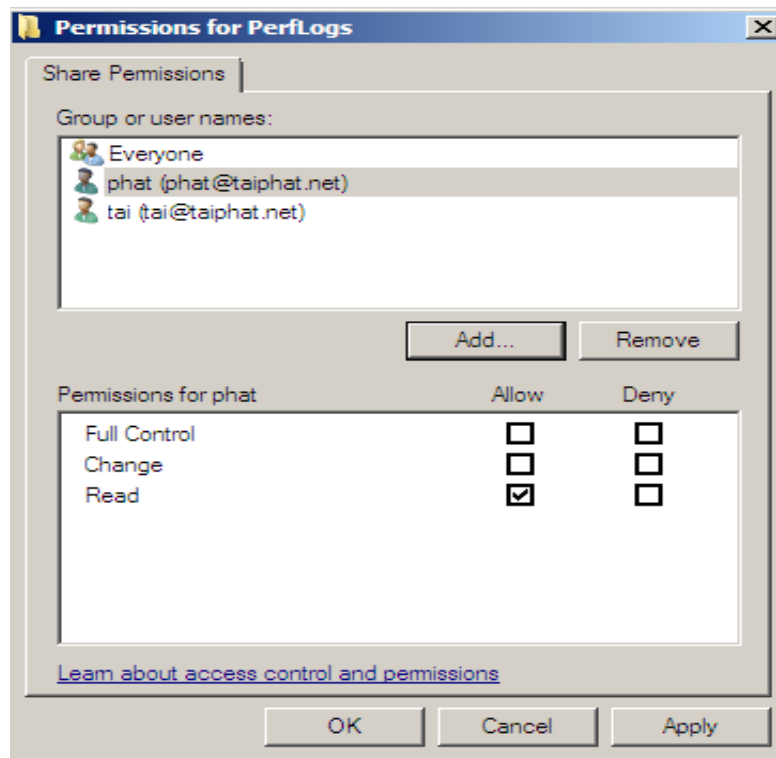 Permissions for PerfLogs
Share Permissions
Group or user names:
Everyone
phat (phat@taiphat.net)
tai (tai@taiphat.net)
Add... Remove
Permissions for phat Allow Deny
Full Control
Change
Read
Learn about access control and permissions
OK Cancel Apply